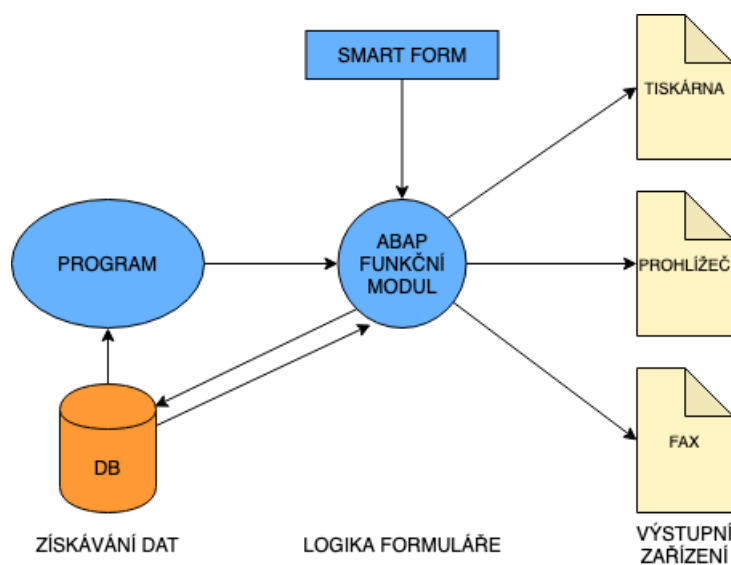 SMART FORM
TISKÁRNA
PROGRAM
ABAP
FUNKČNÍ
MODUL
PROHLÍŽEČ
DB
FAX
ZÍSKÁVÁNÍ DAT
LOGIKA FORMULÁŘE
VÝSTUPNÍ
ZAŘÍZENÍ